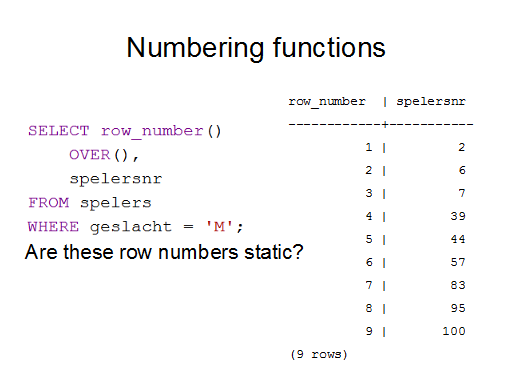 Numbering functions
SELECT row_number()
OVER(),
spelersnr
FROM spelers
WHERE geslacht = 'M';
Are these row numbers static?
row_number | spelersnr
------------+-----------
1 | 2
2 | 6
3 | 7
4 | 39
5 | 44
6 | 57
7 | 83
8 | 95
9 | 100
(9 rows)